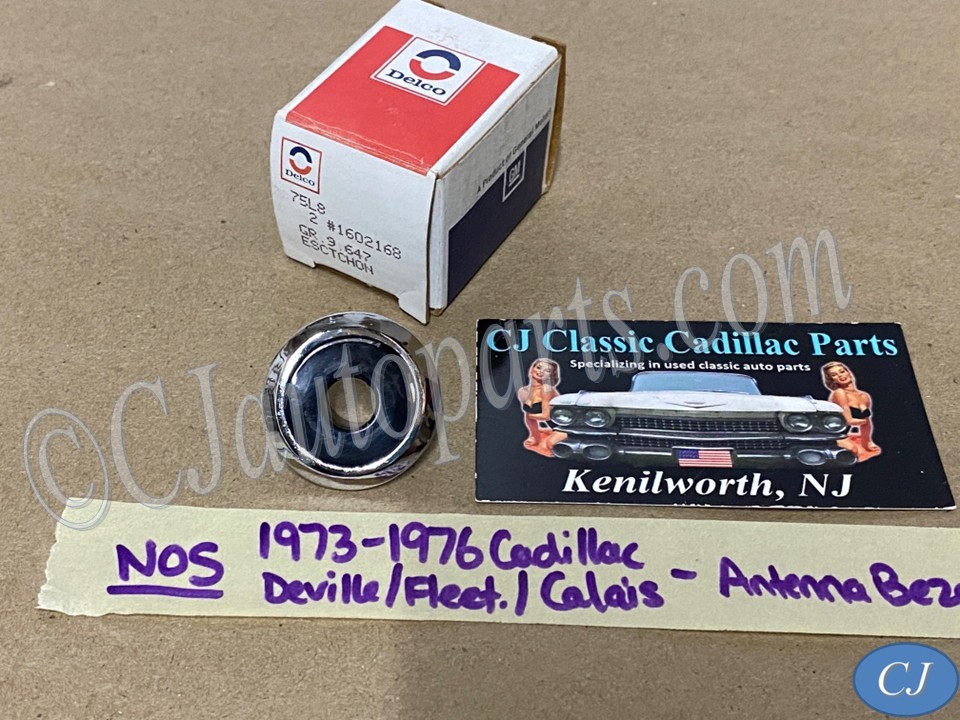 Delco
Delco
75L8
2 #1602168
GR.9.647
ESCTCHON
A Product of General Motors
GM
©CJautoparts.com
CJ Classic Cadillac Parts
Specializing in used classic auto parts
Kenilworth, NJ
NOS 1973-1976 Cadillac
Deville/Fleet./Calais - Antenna Beze
CJ